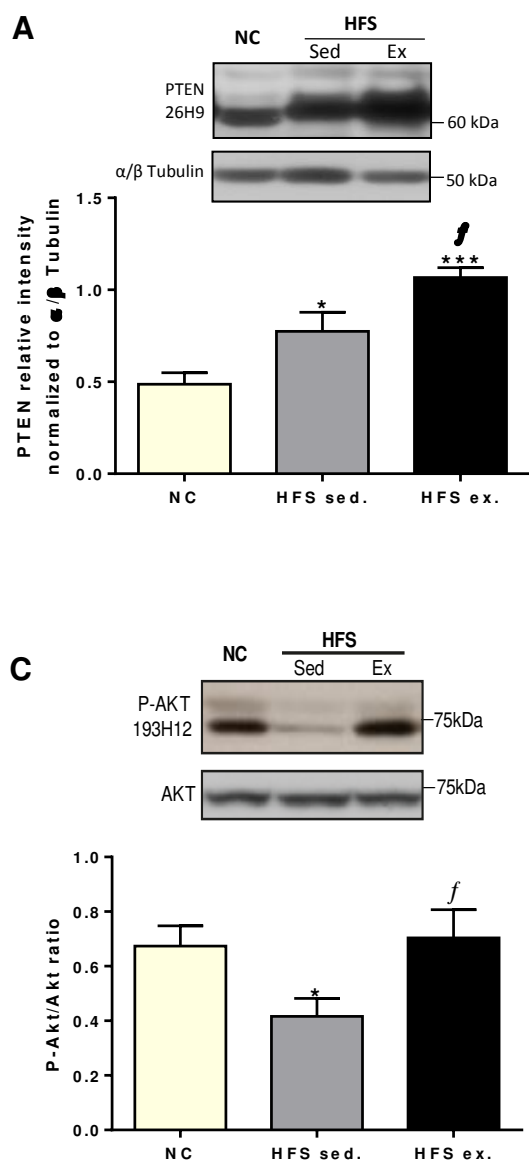 A
NC
HFS
Sed
Ex
PTEN
26H9
60 kDa
α/β Tubulin
50 kDa
PTEN relative intensity
normalized to α/β Tubulin
1.5
1.0
0.5
0.0
*
ƒ
***
NC
HFS sed.
HFS ex.
C
NC
HFS
Sed
Ex
P-AKT
193H12
75kDa
AKT
75kDa
P-Akt/Akt ratio
1.0
0.8
0.6
0.4
0.2
0.0
*
ƒ
NC
HFS sed.
HFS ex.